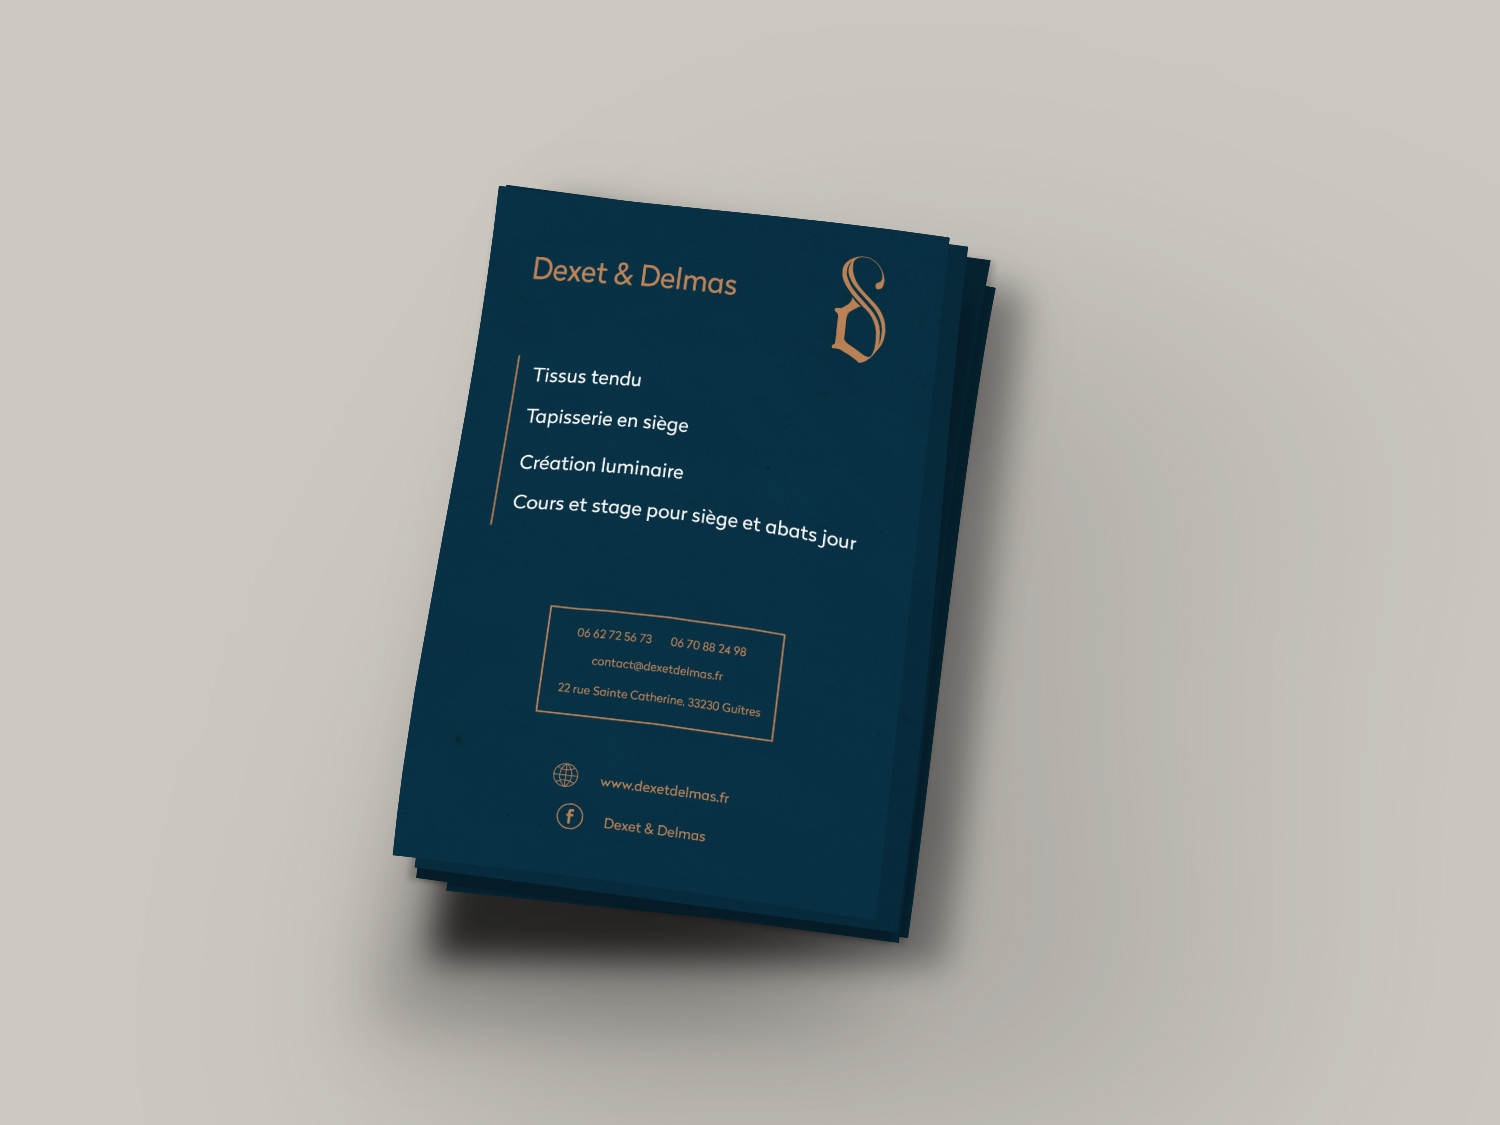 Dexet & Delmas
Tissus tendu
Tapisserie en siège
Création luminaire
Cours et stage pour siège et abats jour
06 62 72 56 73 06 70 88 24 98
contact@dexetdelmas.fr
22 rue Sainte Catherine, 33230 Guîtres
www.dexetdelmas.fr
Dexet & Delmas